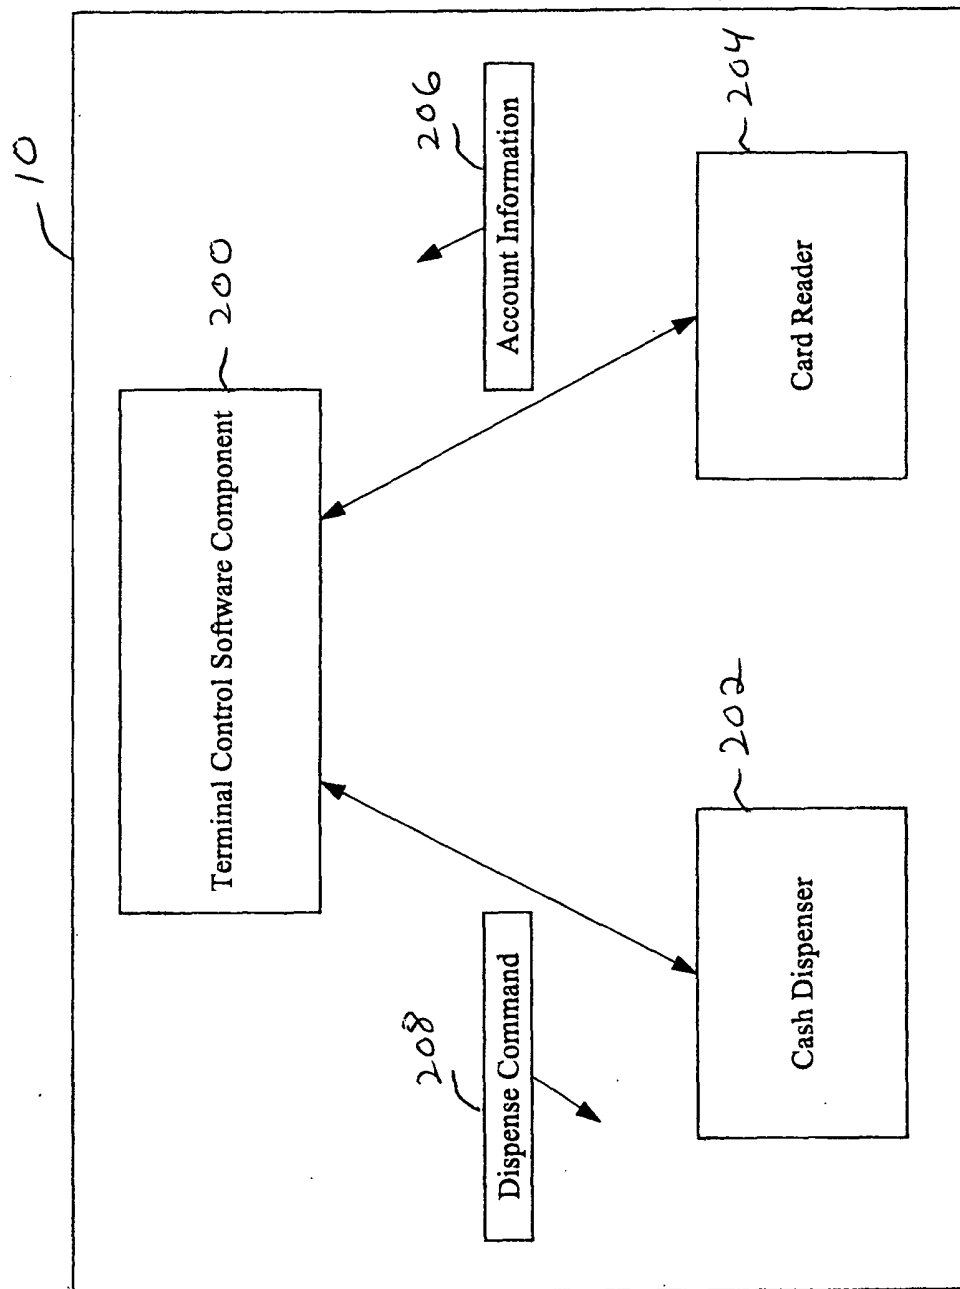 10
Terminal Control Software Component
200
Dispense Command
208
Account Information
206
Cash Dispenser
202
Card Reader
204